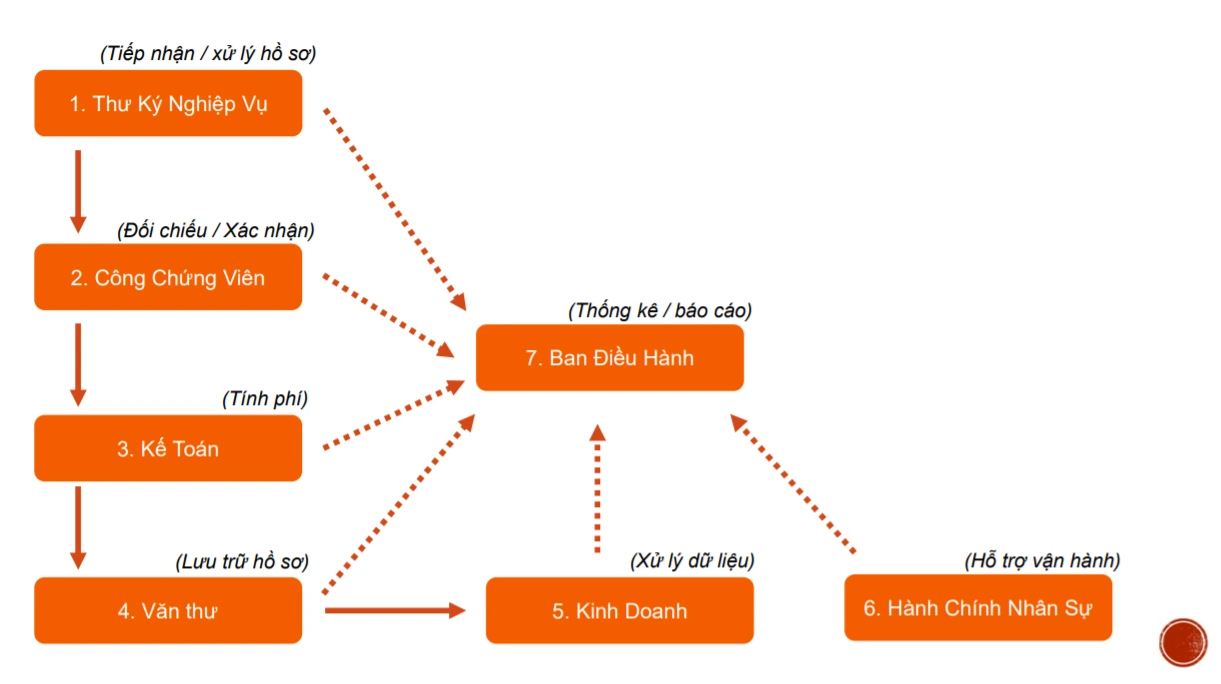 (Tiếp nhận / xử lý hồ sơ)
1. Thư Ký Nghiệp Vụ
(Đối chiếu / Xác nhận)
2. Công Chứng Viên
(Thống kê / báo cáo)
7. Ban Điều Hành
(Tính phí)
3. Kế Toán
(Lưu trữ hồ sơ)
4. Văn thư
(Xử lý dữ liệu)
5. Kinh Doanh
(Hỗ trợ vận hành)
6. Hành Chính Nhân Sự